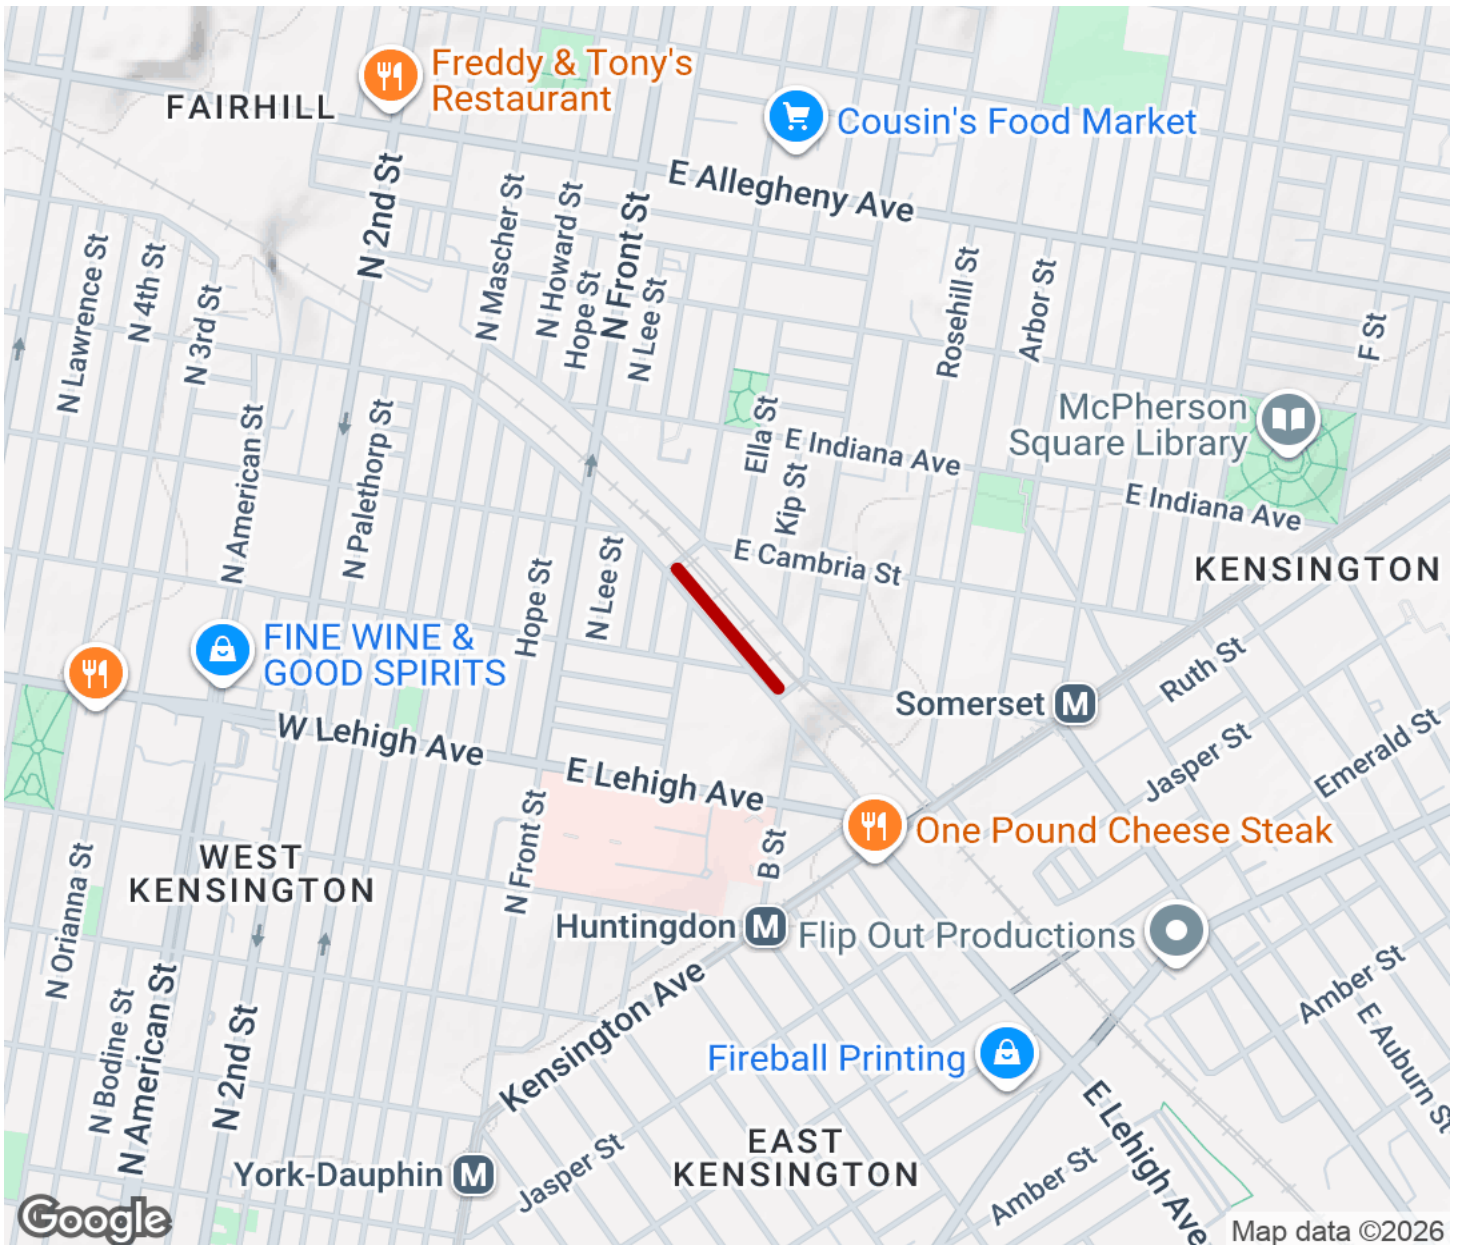 Freddy & Tony's
Restaurant
FAIRHILL
Cousin's Food Market
E Allegheny Ave
N 2nd St
N Mascher St
N Howard St
Hope St
N Front St
N Lee St
Rosehill St
Arbor St
F St
N Lawrence St
N 4th St
N 3rd St
N American St
N Palethorp St
McPherson
Square Library
Ella St
E Indiana Ave
Kip St
E Indiana Ave
E Cambria St
KENSINGTON
Hope St
N Lee St
FINE WINE &
GOOD SPIRITS
Somerset M
Ruth St
Jasper St
Emerald St
W Lehigh Ave
E Lehigh Ave
N Front St
B St
One Pound Cheese Steak
WEST
KENSINGTON
N Orianna St
Huntingdon M
Flip Out Productions
Amber St
E Auburn St
N Bodine St
N American St
N 2nd St
Kensington Ave
Fireball Printing
E Lehigh Ave
EAST
KENSINGTON
York-Dauphin M
Jasper St
Amber St
Google
Map data ©2026